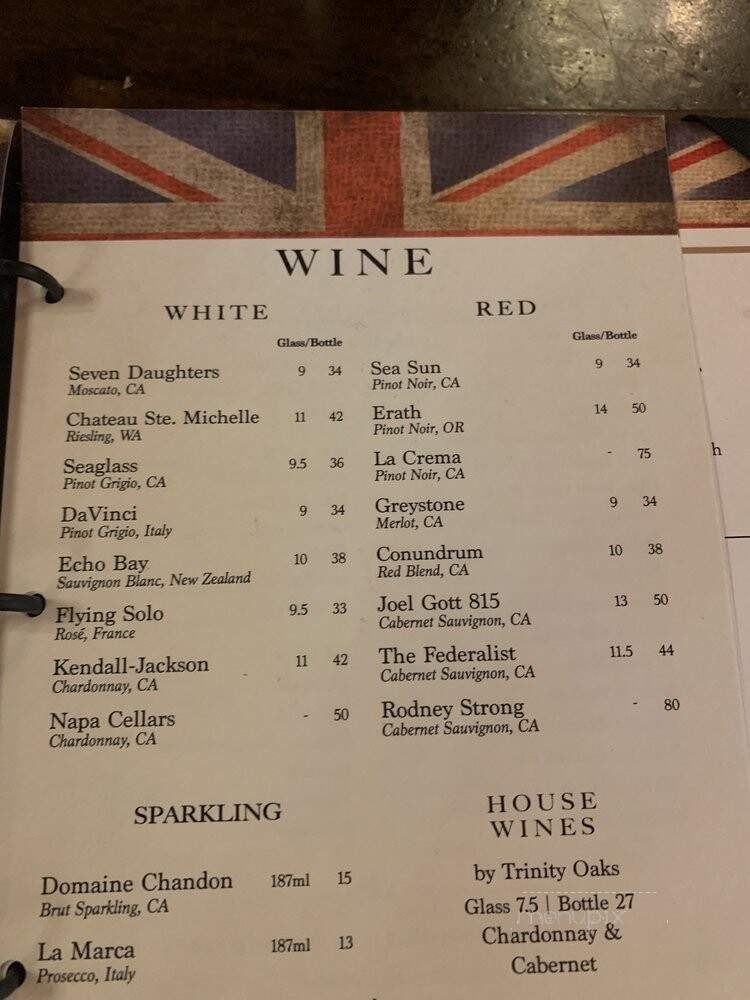 WINE
WHITE
Glass/Bottle
Seven Daughters 9 34
Moscato, CA
Chateau Ste. Michelle 11 42
Riesling, WA
Seaglass 9.5 36
Pinot Grigio, CA
DaVinci 9 34
Pinot Grigio, Italy
Echo Bay 10 38
Sauvignon Blanc, New Zealand
Flying Solo 9.5 33
Rosé, France
Kendall-Jackson 11 42
Chardonnay, CA
Napa Cellars - 50
Chardonnay, CA
RED
Glass/Bottle
Sea Sun 9 34
Pinot Noir, CA
Erath 14 50
Pinot Noir, OR
La Crema - 75
Pinot Noir, CA
Greystone 9 34
Merlot, CA
Conundrum 10 38
Red Blend, CA
Joel Gott 815 13 50
Cabernet Sauvignon, CA
The Federalist 11.5 44
Cabernet Sauvignon, CA
Rodney Strong - 80
Cabernet Sauvignon, CA
SPARKLING
Domaine Chandon 187ml 15
Brut Sparkling, CA
La Marca 187ml 13
Prosecco, Italy
HOUSE
WINES
by Trinity Oaks
Glass 7.5 | Bottle 27
Chardonnay &
Cabernet
menupix
h